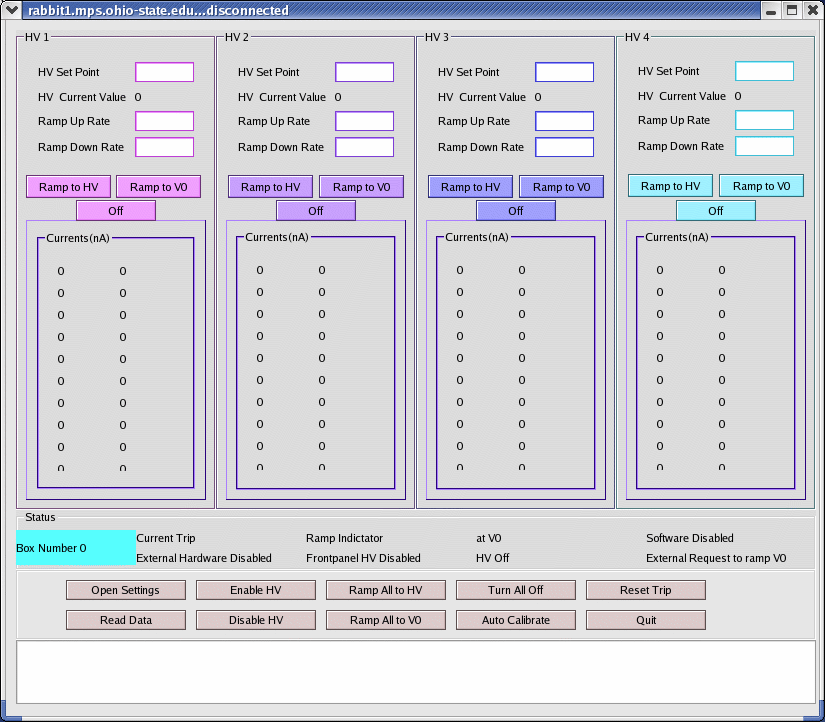 rabbit1.mps.ohio-state.edu...disconnected
HV 1 HV 2 HV 3 HV 4
HV Set Point HV Set Point HV Set Point HV Set Point
HV Current Value 0 HV Current Value 0 HV Current Value 0 HV Current Value 0
Ramp Up Rate Ramp Up Rate Ramp Up Rate Ramp Up Rate
Ramp Down Rate Ramp Down Rate Ramp Down Rate Ramp Down Rate
Ramp to HV Ramp to V0 Ramp to HV Ramp to V0 Ramp to HV Ramp to V0 Ramp to HV Ramp to V0
Off Off Off Off
Currents(nA) Currents(nA) Currents(nA) Currents(nA)
0 0 0 0 0 0 0 0
0 0 0 0 0 0 0 0
0 0 0 0 0 0 0 0
0 0 0 0 0 0 0 0
0 0 0 0 0 0 0 0
0 0 0 0 0 0 0 0
0 0 0 0 0 0 0 0
0 0 0 0 0 0 0 0
0 0 0 0 0 0 0 0
0 0 0 0 0 0 0 0
Status
Box Number 0
Current Trip Ramp Indictator at V0 Software Disabled
External Hardware Disabled Frontpanel HV Disabled HV Off External Request to ramp V0
Open Settings Enable HV Ramp All to HV Turn All Off Reset Trip
Read Data Disable HV Ramp All to V0 Auto Calibrate Quit